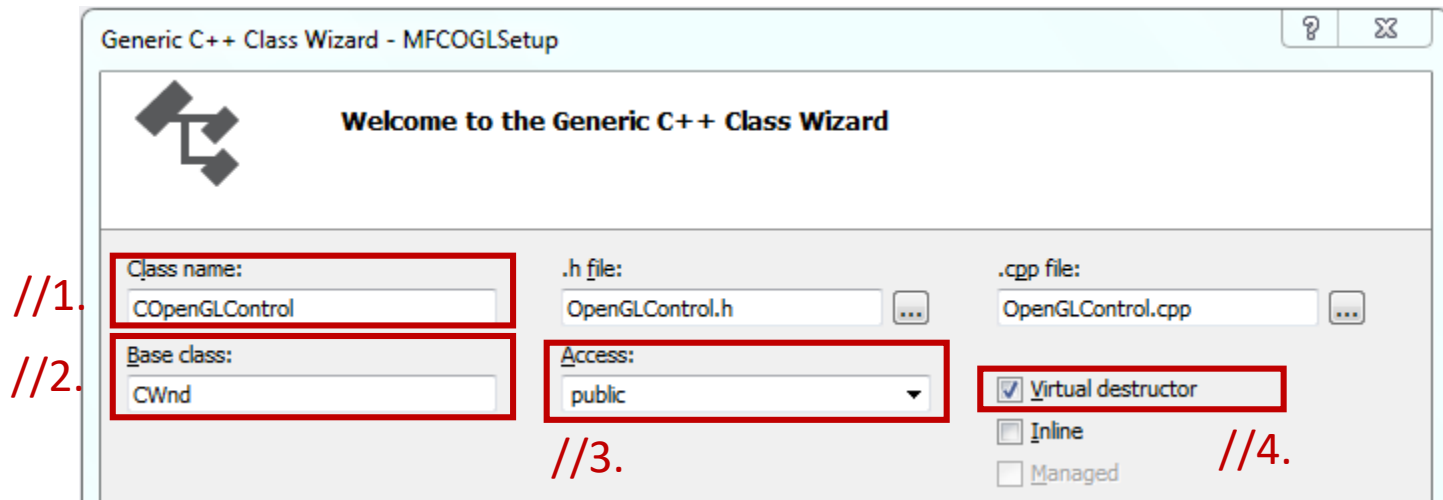 Generic C++ Class Wizard - MFCOGLSetup
?
Welcome to the Generic C++ Class Wizard
//1.
Class name:
.h file:
.cpp file:
COpenGLControl
OpenGLControl.h
...
OpenGLControl.cpp
...
//2.
Base class:
Access:
CWnd
public
Virtual destructor
Inline
Managed
//3.
//4.